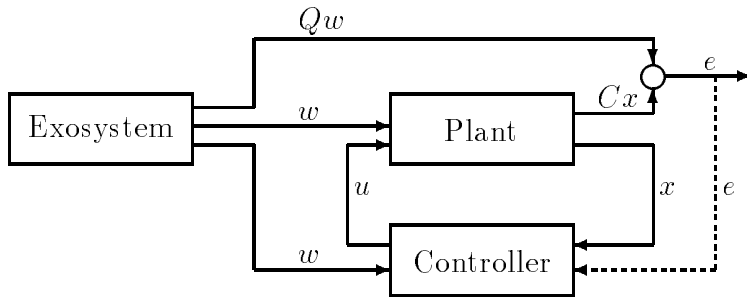 Qw
e
Cx
Exosystem
w
Plant
u
x
e
w
Controller